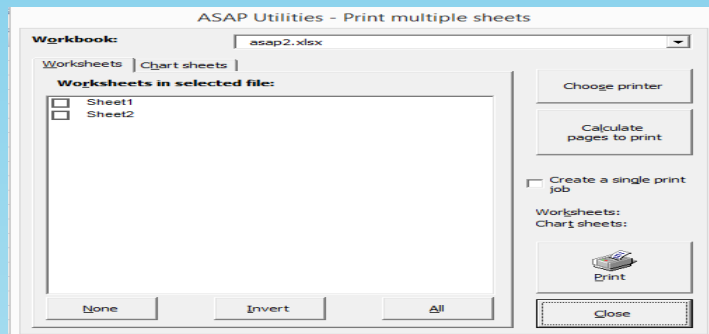 ASAP Utilities - Print multiple sheets
Workbook:
asap2.xlsx
Worksheets
Chart sheets
Worksheets in selected file:
Sheet1
Sheet2
None
Invert
All
Choose printer
Calculate
pages to print
Create a single print
job
Worksheets:
Chart sheets:
Print
Close